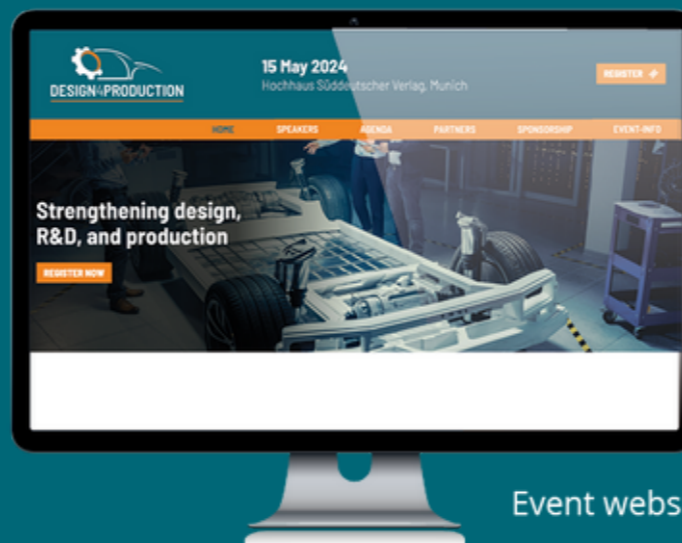 DESIGN4PRODUCTION
15 May 2024
Hochhaus Süddeutscher Verlag, Munich
REGISTER
HOME SPEAKERS AGENDA PARTNERS SPONSORSHIP EVENT-INFO
Strengthening design,
R&D, and production
REGISTER NOW
Event webs